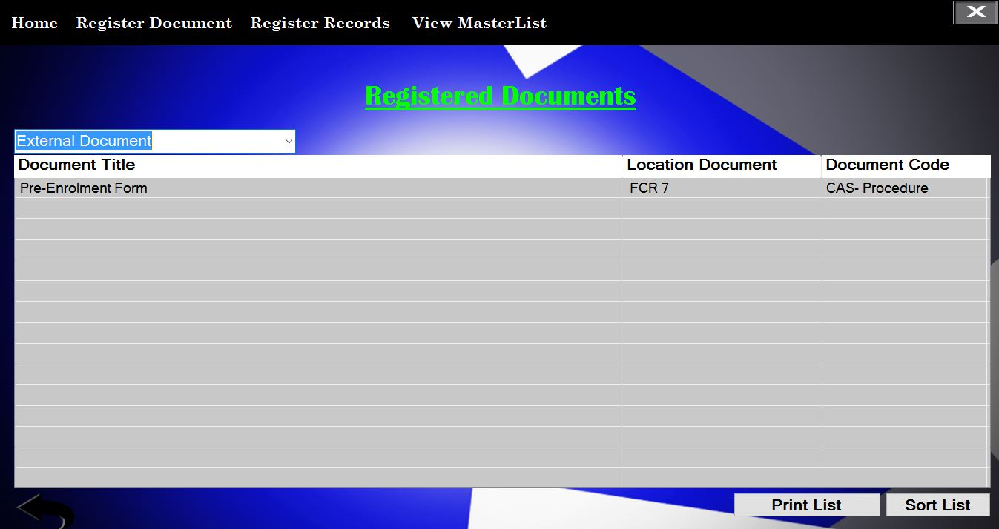 Home Register Document Register Records View MasterList
Registered Documents
External Document
Document Title Location Document Document Code
Pre-Enrolment Form FCR 7 CAS- Procedure
Print List Sort List